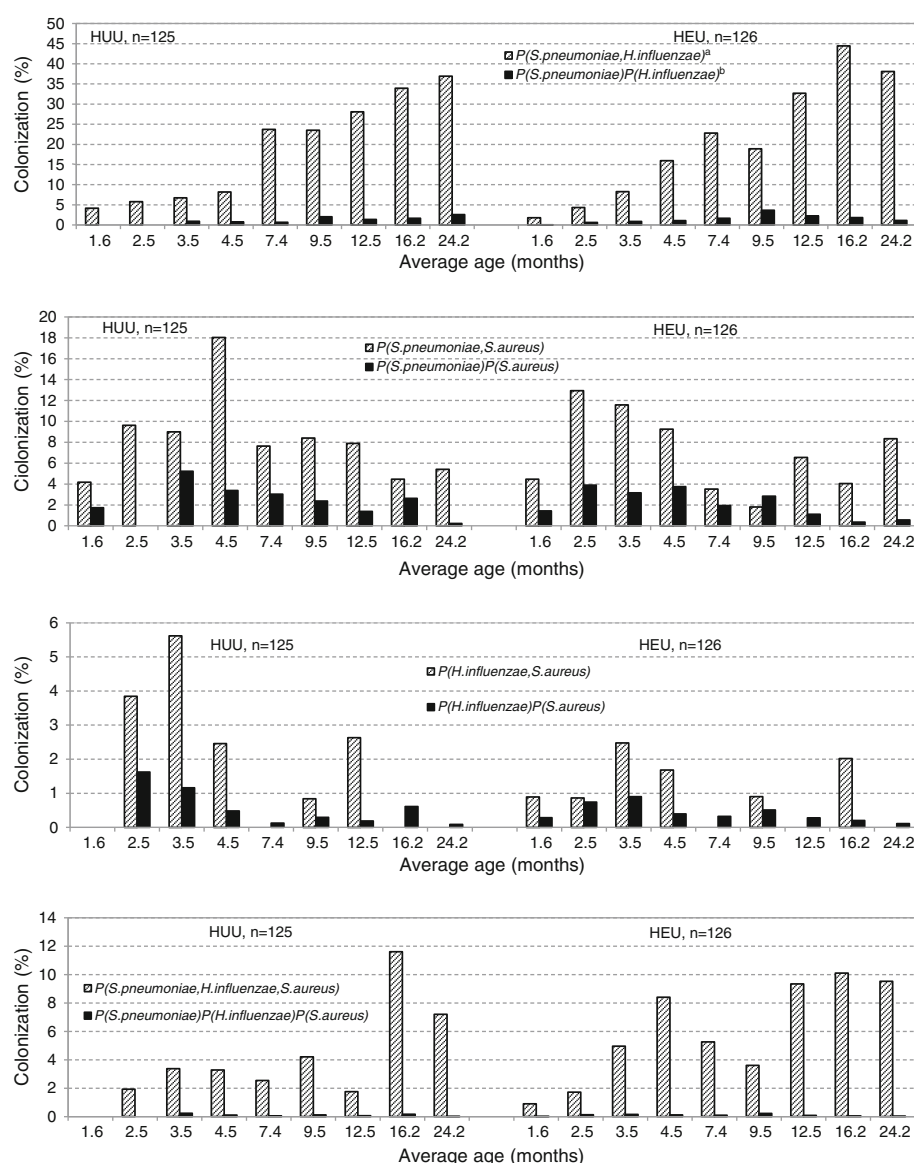 50
45
40
35
30
25
20
15
10
5
0
Colonization (%)
HUU, n=125
HEU, n=126
P(S.pneumoniae,H.influenzae)a
P(S.pneumoniae)P(H.influenzae)b
1.6 2.5 3.5 4.5 7.4 9.5 12.5 16.2 24.2 1.6 2.5 3.5 4.5 7.4 9.5 12.5 16.2 24.2
Average age (months)
20
18
16
14
12
10
8
6
4
2
0
Ciolonization (%)
HUU, n=125
HEU, n=126
P(S.pneumoniae,S.aureus)
P(S.pneumoniae)P(S.aureus)
1.6 2.5 3.5 4.5 7.4 9.5 12.5 16.2 24.2 1.6 2.5 3.5 4.5 7.4 9.5 12.5 16.2 24.2
Average age (months)
6
5
4
3
2
1
0
Colonization (%)
HUU, n=125
HEU, n=126
P(H.influenzae,S.aureus)
P(H.influenzae)P(S.aureus)
1.6 2.5 3.5 4.5 7.4 9.5 12.5 16.2 24.2 1.6 2.5 3.5 4.5 7.4 9.5 12.5 16.2 24.2
Average age (months)
14
12
10
8
6
4
2
0
Colonization (%)
HUU, n=125
HEU, n=126
P(S.pneumoniae,H.influenzae,S.aureus)
P(S.pneumoniae)P(H.influenzae)P(S.aureus)
1.6 2.5 3.5 4.5 7.4 9.5 12.5 16.2 24.2 1.6 2.5 3.5 4.5 7.4 9.5 12.5 16.2 24.2
Average age (months)